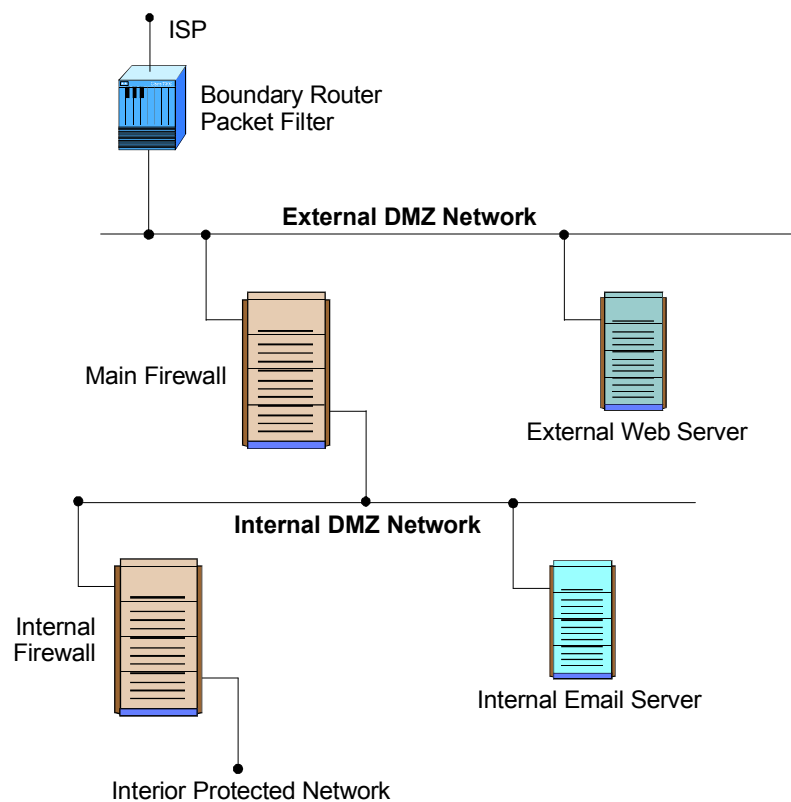 ISP
Boundary Router
Packet Filter
External DMZ Network
Main Firewall
External Web Server
Internal DMZ Network
Internal
Firewall
Internal Email Server
Interior Protected Network